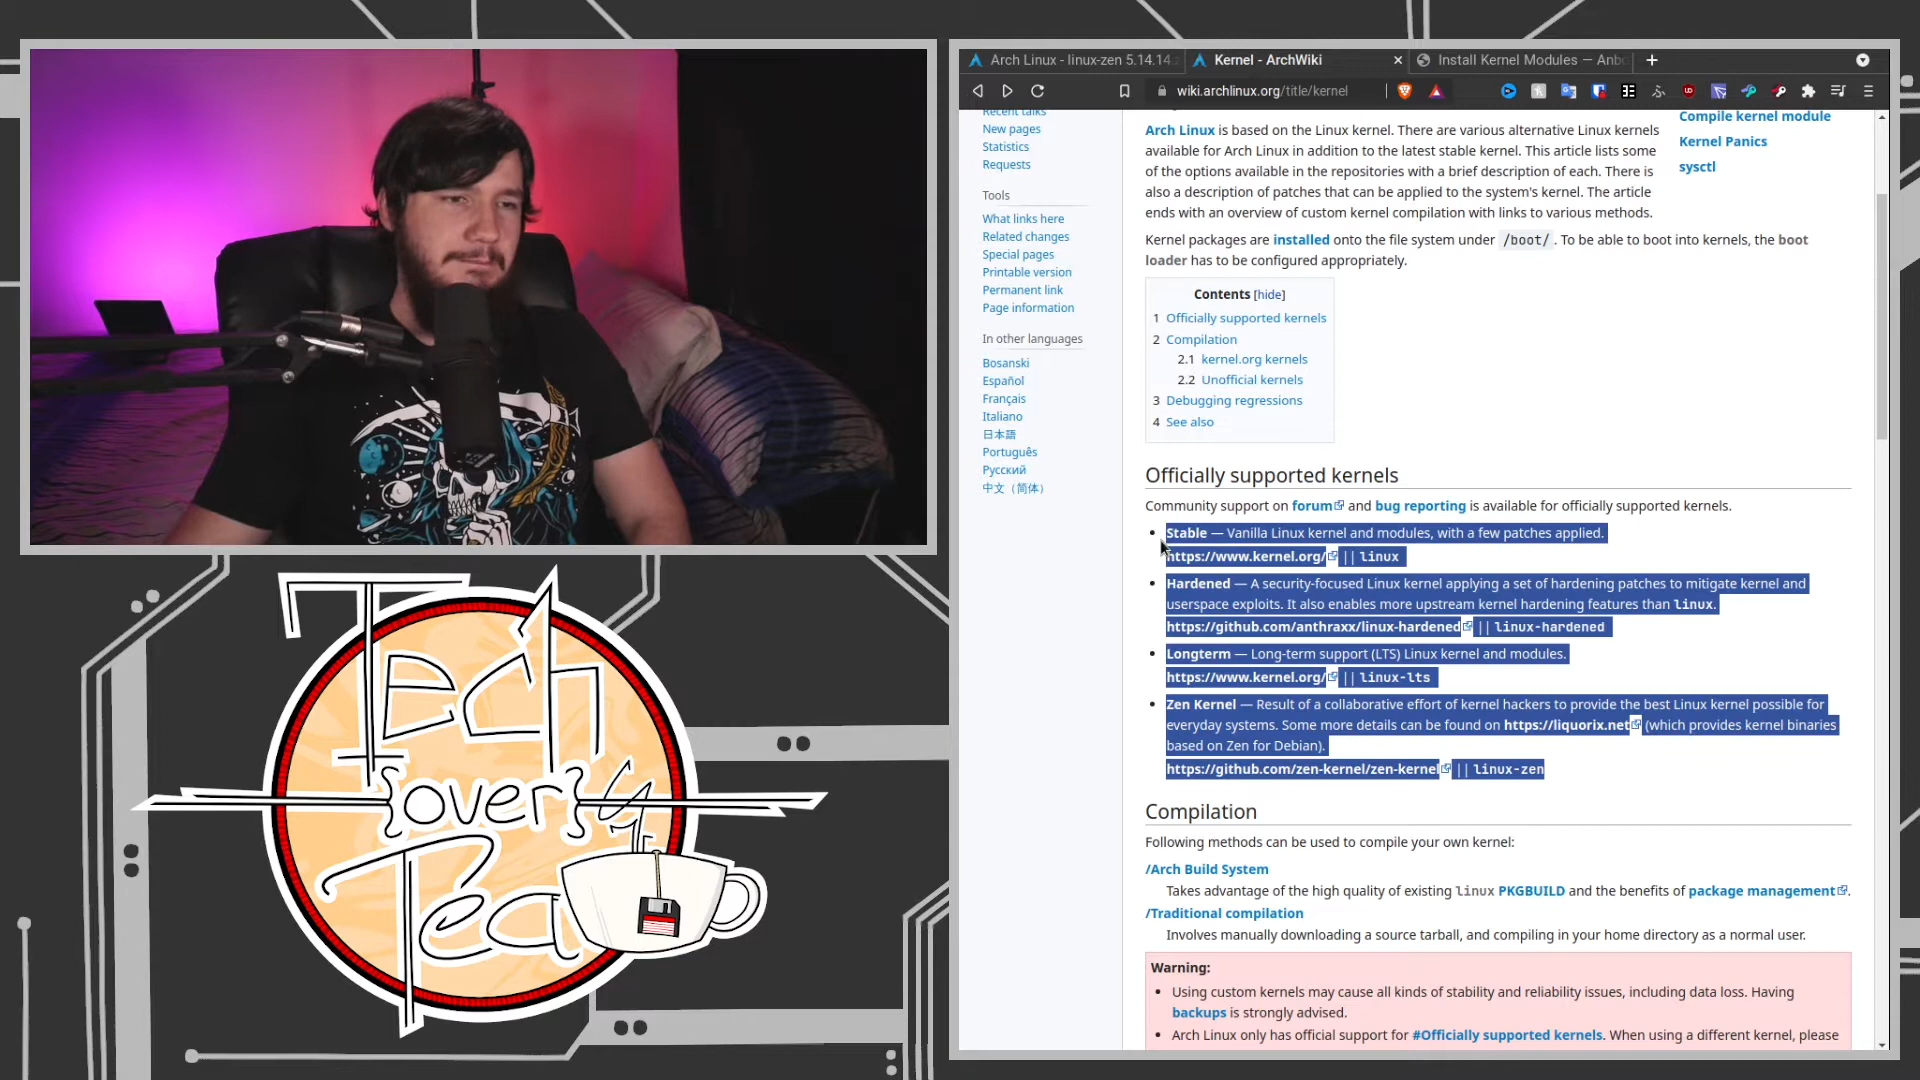 Arch Linux - linux-zen 5.14.14.
Kernel - ArchWiki
Install Kernel Modules — Anb
wiki.archlinux.org/title/kernel
Recent talks
New pages
Statistics
Requests
Tools
What links here
Related changes
Special pages
Printable version
Permanent link
Page information
In other languages
Bosanski
Español
Français
Italiano
日本語
Português
Русский
中文（简体）
Arch Linux is based on the Linux kernel. There are various alternative Linux kernels
available for Arch Linux in addition to the latest stable kernel. This article lists some
of the options available in the repositories with a brief description of each. There is
also a description of patches that can be applied to the system's kernel. The article
ends with an overview of custom kernel compilation with links to various methods.
Compile kernel module
Kernel Panics
sysctl
Kernel packages are installed onto the file system under /boot/. To be able to boot into kernels, the boot
loader has to be configured appropriately.
Contents [hide]
1 Officially supported kernels
2 Compilation
2.1 kernel.org kernels
2.2 Unofficial kernels
3 Debugging regressions
4 See also
Officially supported kernels
Community support on forum and bug reporting is available for officially supported kernels.
Stable — Vanilla Linux kernel and modules, with a few patches applied.
https://www.kernel.org/ || linux
Hardened — A security-focused Linux kernel applying a set of hardening patches to mitigate kernel and
userspace exploits. It also enables more upstream kernel hardening features than linux.
https://github.com/anthraxx/linux-hardened || linux-hardened
Longterm — Long-term support (LTS) Linux kernel and modules.
https://www.kernel.org/ || linux-lts
Zen Kernel — Result of a collaborative effort of kernel hackers to provide the best Linux kernel possible for
everyday systems. Some more details can be found on https://liquorix.net (which provides kernel binaries
based on Zen for Debian).
https://github.com/zen-kernel/zen-kernel || linux-zen
Compilation
Following methods can be used to compile your own kernel:
/Arch Build System
Takes advantage of the high quality of existing linux PKGBUILD and the benefits of package management.
/Traditional compilation
Involves manually downloading a source tarball, and compiling in your home directory as a normal user.
Warning:
Using custom kernels may cause all kinds of stability and reliability issues, including data loss. Having
backups is strongly advised.
Arch Linux only has official support for #Officially supported kernels. When using a different kernel, please
TEch
{over}
Tea